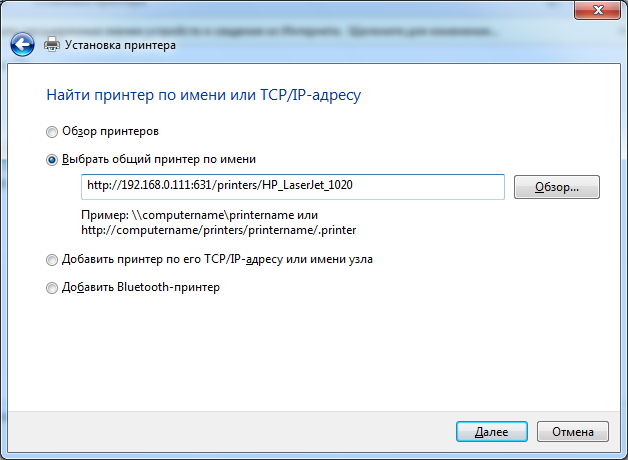 Установка принтера
Найти принтер по имени или TCP/IP-адресу
Обзор принтеров
Выбрать общий принтер по имени
http://192.168.0.111:631/printers/HP_LaserJet_1020
Обзор...
Пример: \\computername\printername или
http://computername/printers/printername/.printer
Добавить принтер по его TCP/IP-адресу или имени узла
Добавить Bluetooth-принтер
Далее
Отмена